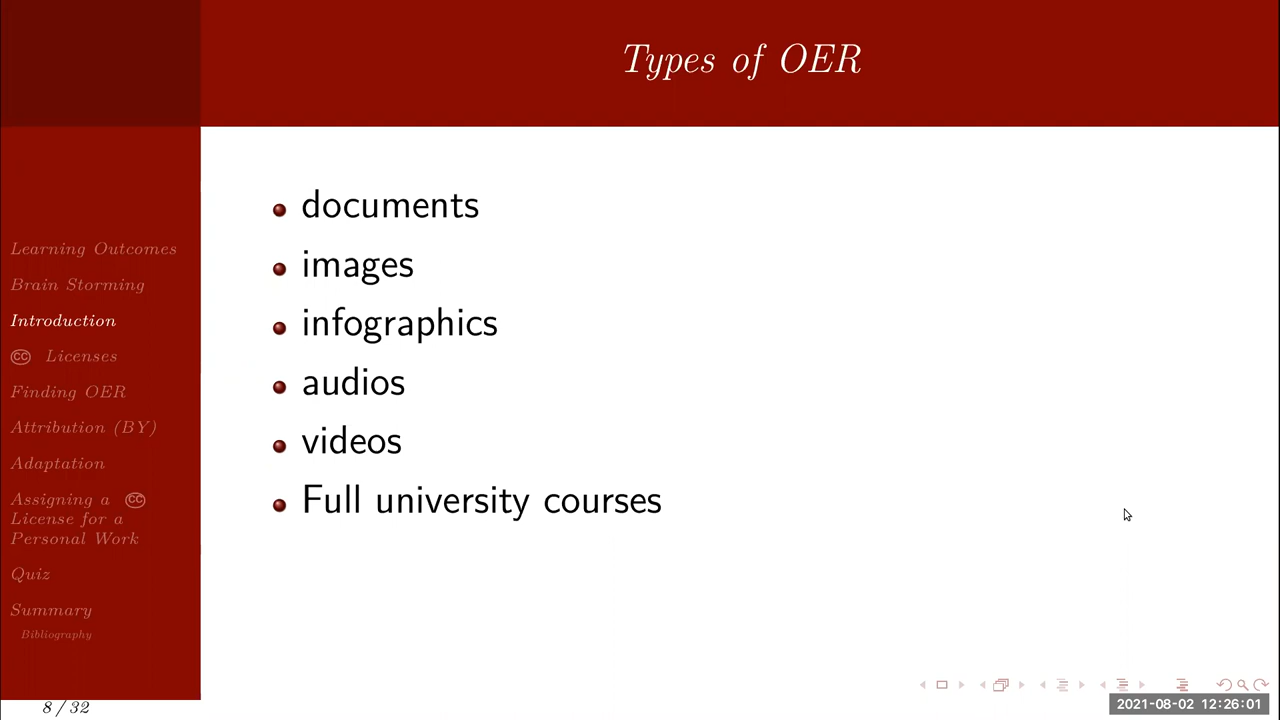 Types of OER
Learning Outcomes
Brain Storming
Introduction
cc Licenses
Finding OER
Attribution (BY)
Adaptation
Assigning a cc
License for a
Personal Work
Quiz
Summary
Bibliography
documents
images
infographics
audios
videos
Full university courses
8 / 32
2021-08-02 12:26:01